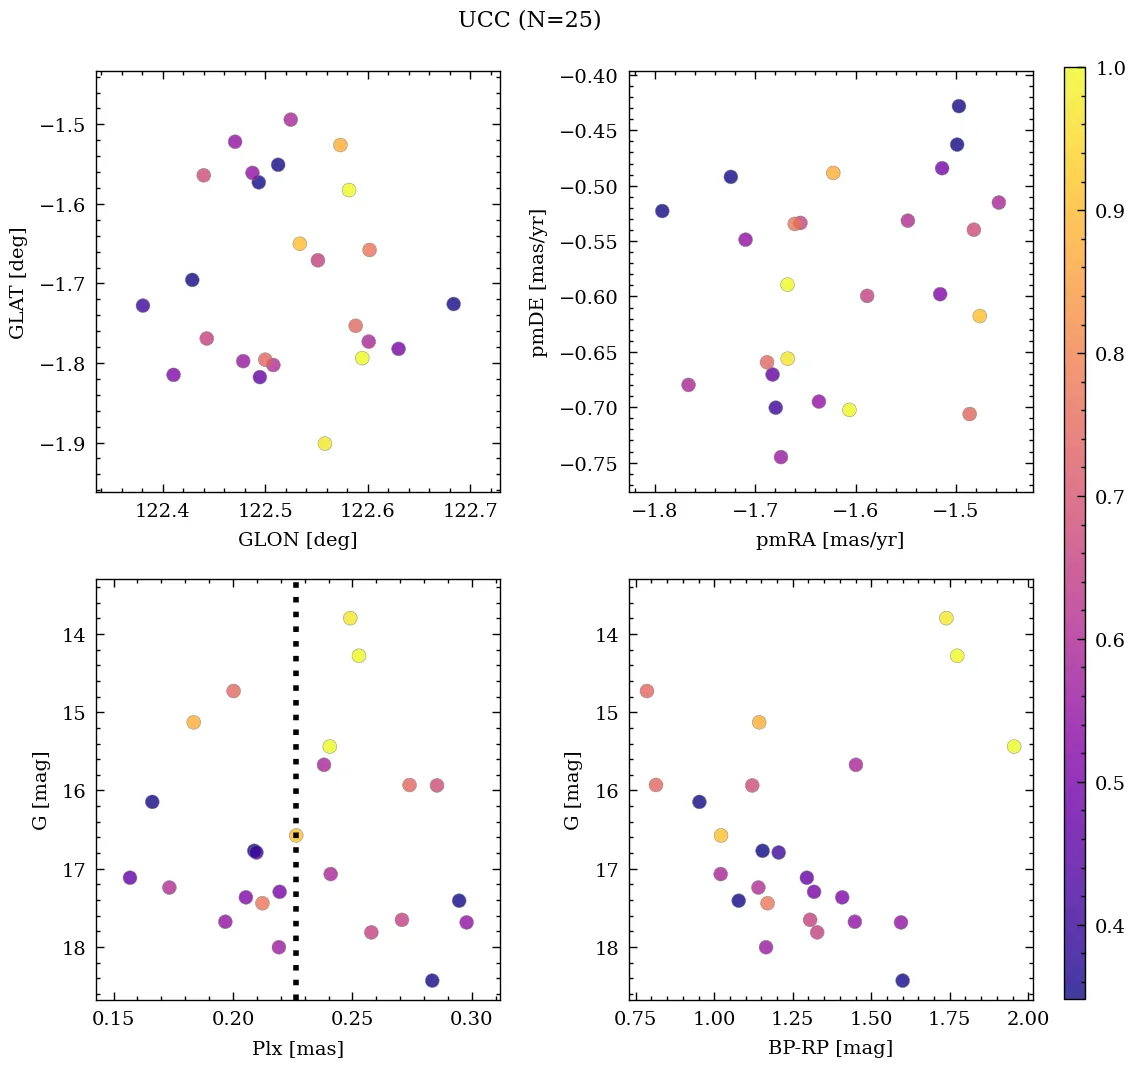 UCC (N=25)
−1.5
−1.6
−1.7
−1.8
−1.9
GLAT [deg]
122.4 122.5 122.6 122.7
GLON [deg]
−0.40
−0.45
−0.50
−0.55
−0.60
−0.65
−0.70
−0.75
pmDE [mas/yr]
−1.8 −1.7 −1.6 −1.5
pmRA [mas/yr]
14
15
16
17
18
G [mag]
0.15 0.20 0.25 0.30
Plx [mas]
14
15
16
17
18
G [mag]
0.75 1.00 1.25 1.50 1.75 2.00
BP-RP [mag]
1.0
0.9
0.8
0.7
0.6
0.5
0.4